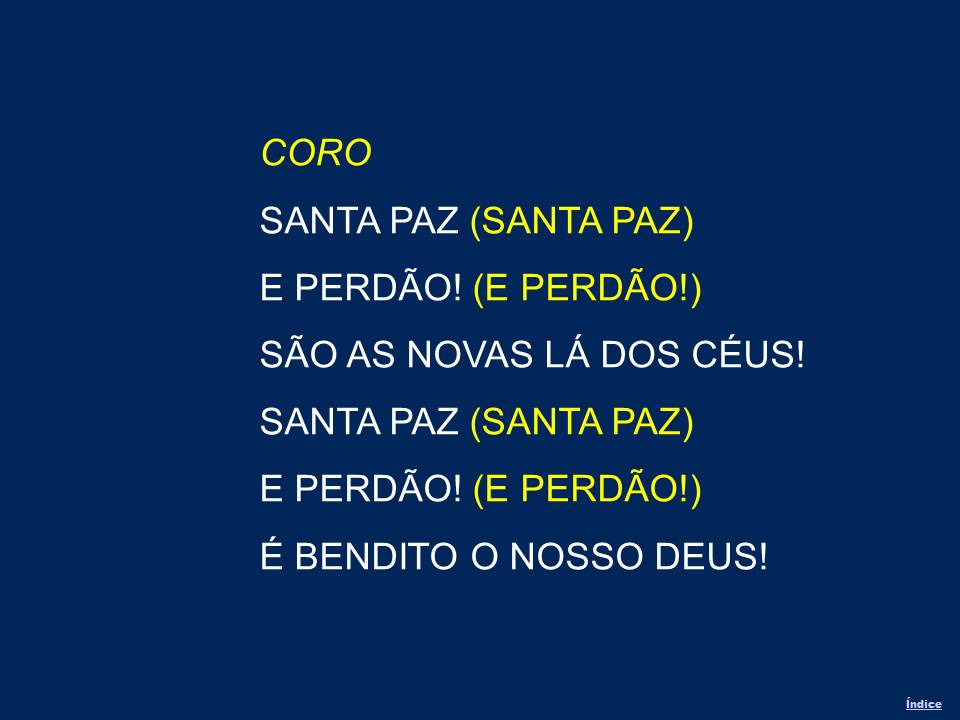 CORO
SANTA PAZ (SANTA PAZ)
E PERDÃO! (E PERDÃO!)
SÃO AS NOVAS LÁ DOS CÉUS!
SANTA PAZ (SANTA PAZ)
E PERDÃO! (E PERDÃO!)
É BENDITO O NOSSO DEUS!
Índice